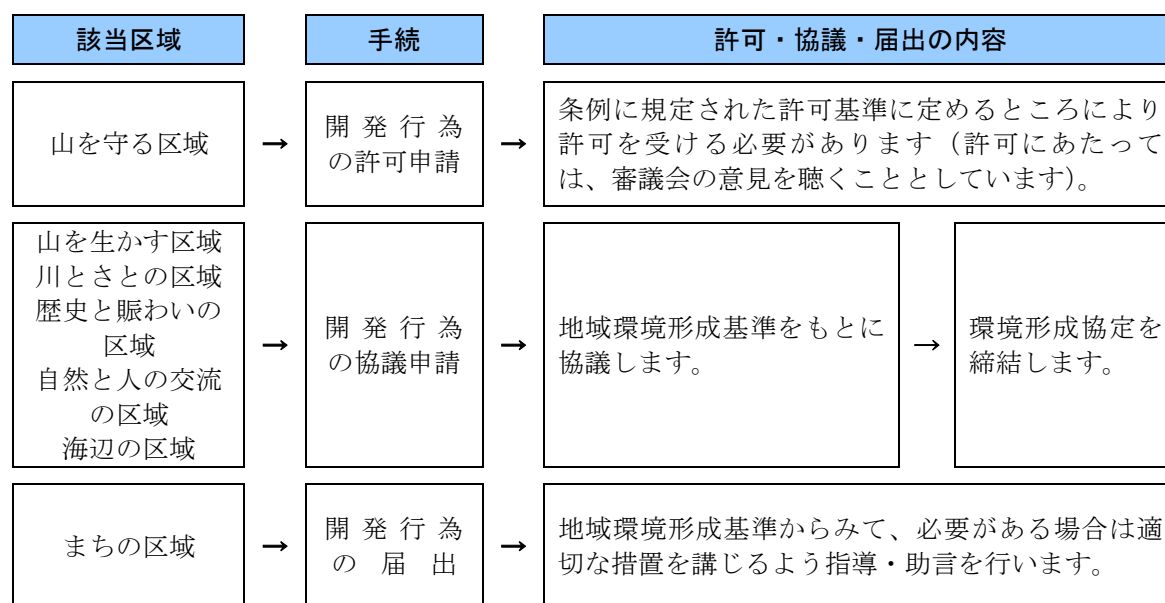 該当区域
手続
許可・協議・届出の内容
山を守る区域
→
開発行為
の許可申請
→
条例に規定された許可基準に定めるところにより
許可を受ける必要があります（許可にあたって
は、審議会の意見を聴くこととしています）。
山を生かす区域
川とさとの区域
歴史と賑わいの
区域
自然と人の交流
の区域
海辺の区域
→
開発行為
の協議申請
→
地域環境形成基準をもとに
協議します。
→
環境形成協定を
締結します。
まちの区域
→
開発行為
の届出
→
地域環境形成基準からみて、必要がある場合は適
切な措置を講じるよう指導・助言を行います。